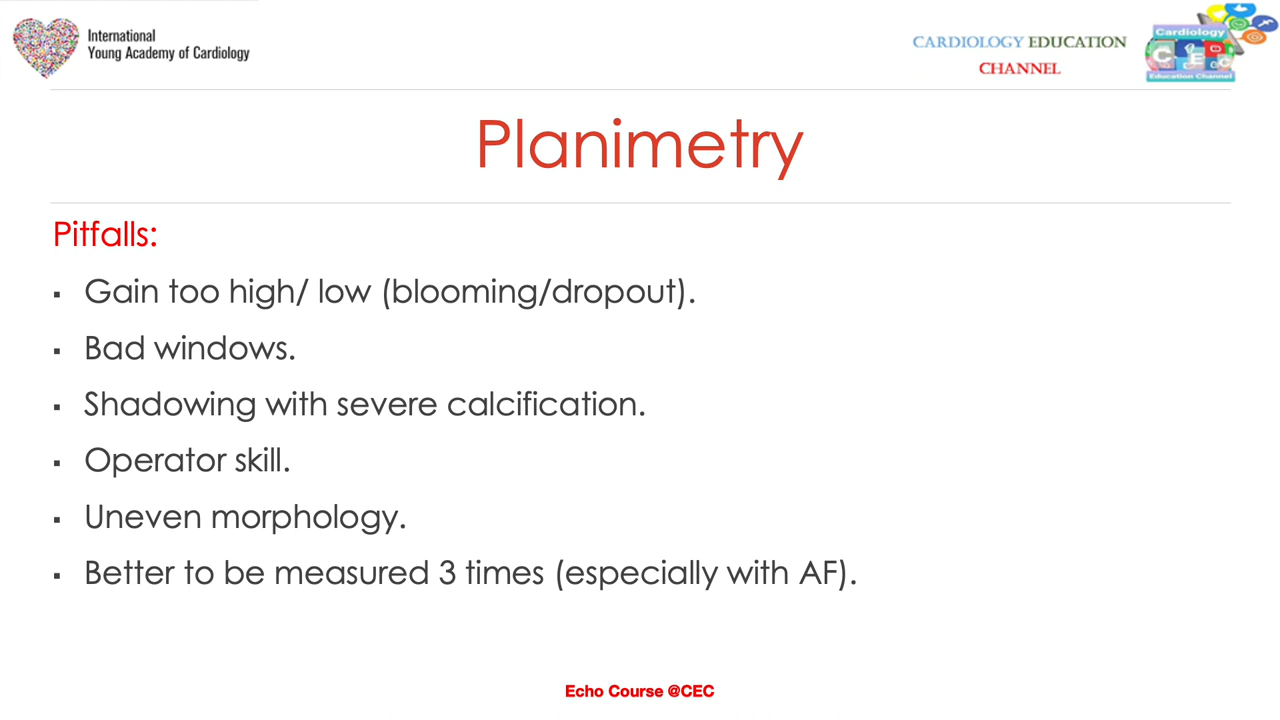 International
Young Academy of Cardiology
CARDIOLOGY EDUCATION
CHANNEL
Cardiology
C E C
Education Channel
Planimetry
Pitfalls:
▪ Gain too high/ low (blooming/dropout).
▪ Bad windows.
▪ Shadowing with severe calcification.
▪ Operator skill.
▪ Uneven morphology.
▪ Better to be measured 3 times (especially with AF).
Echo Course @CEC